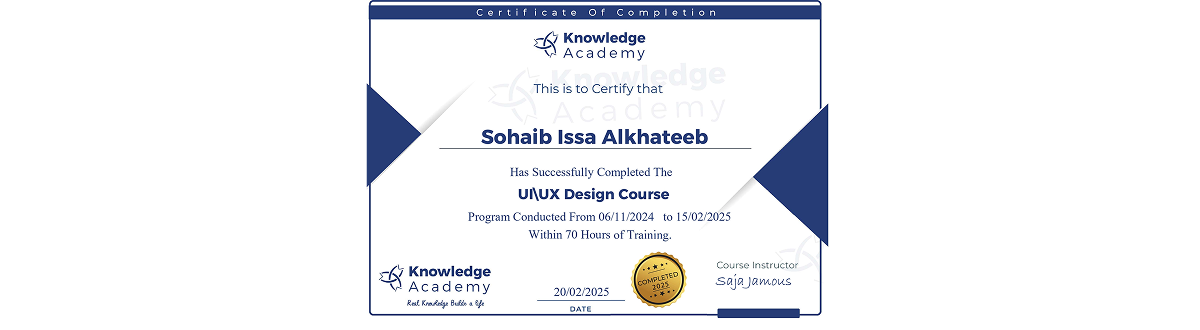 Certificate Of Completion
Knowledge
Academy
Knowledge
This is to Certify that
Academy
Sohaib Issa Alkhateeb
Has Successfully Completed The
UI\UX Design Course
Program Conducted From 06/11/2024 to 15/02/2025
Within 70 Hours of Training.
Knowledge
Academy
Real Knowledge Builds a life
COMPLETED
2025
20/02/2025
DATE
Course Instructor
Saja Jamous